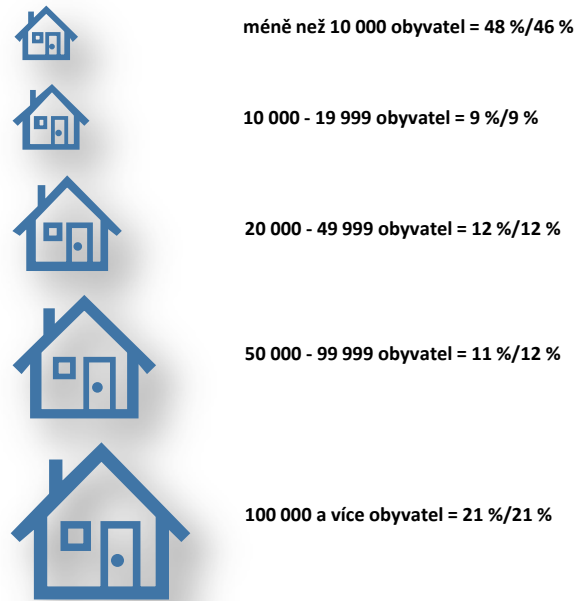 méně než 10 000 obyvatel = 48 %/46 %
10 000 - 19 999 obyvatel = 9 %/9 %
20 000 - 49 999 obyvatel = 12 %/12 %
50 000 - 99 999 obyvatel = 11 %/12 %
100 000 a více obyvatel = 21 %/21 %